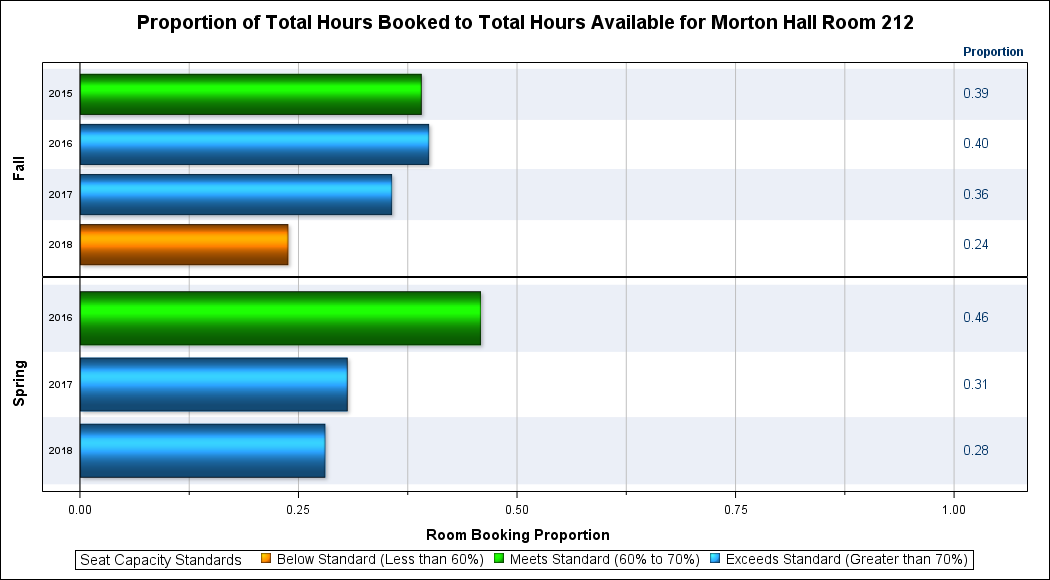 Proportion of Total Hours Booked to Total Hours Available for Morton Hall Room 212
Proportion
Fall
2015 0.39
2016 0.40
2017 0.36
2018 0.24
Spring
2016 0.46
2017 0.31
2018 0.28
0.00 0.25 0.50 0.75 1.00
Room Booking Proportion
Seat Capacity Standards Below Standard (Less than 60%) Meets Standard (60% to 70%) Exceeds Standard (Greater than 70%)